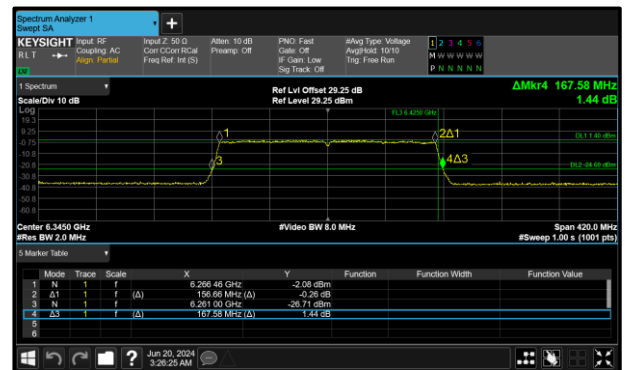 Spectrum Analyzer 1
Swept SA
+
KEYSIGHT Input: RF Input Z: 50 Ω Atten: 10 dB PNO: Fast #Avg Type: Voltage 1 2 3 4 5 6
RLT Coupling: AC Corr CCorr RCal Preamp: Off Gate: Off Avg|Hold: 10/10 M W W W W W
Align: Partial Freq Ref: Int (S) IF Gain: Low Trig: Free Run P N N N N N
Sig Track: Off
LW
1 Spectrum ΔMkr4 167.58 MHz
Ref Lvl Offset 29.25 dB
Scale/Div 10 dB Ref Level 29.25 dBm 1.44 dB
Log FL3 6.4250 GHz
19.3
9.25 1 2Δ1 DL1 1.40 dBm
-0.75
-10.8 3 4Δ3
-20.8 DL2 -24.60 dBm
-30.8
-40.8
-50.8
-60.8
Center 6.3450 GHz #Video BW 8.0 MHz Span 420.0 MHz
#Res BW 2.0 MHz #Sweep 1.00 s (1001 pts)
5 Marker Table
Mode Trace Scale X Y Function Function Width Function Value
1 N 1 f 6.266 46 GHz -2.08 dBm
2 Δ1 1 f (Δ) 156.66 MHz (Δ) -0.26 dB
3 N 1 f 6.261 00 GHz -26.71 dBm
4 Δ3 1 f (Δ) 167.58 MHz (Δ) 1.44 dB
5
6
? Jun 20, 2024
3:26:25 AM